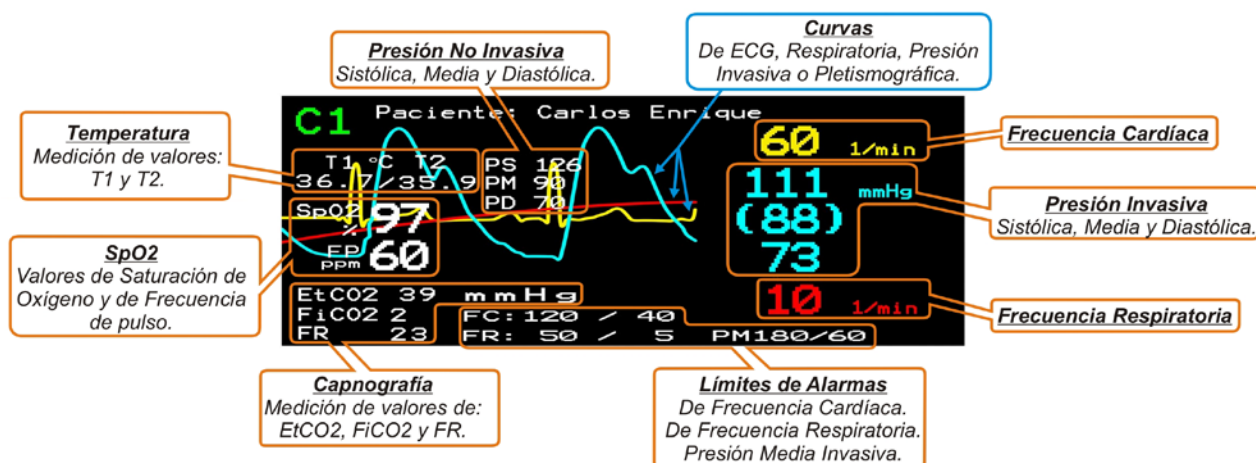 Curvas
De ECG, Respiratoria, Presión
Invasiva o Pletismográfica.
Presión No Invasiva
Sistólica, Media y Diastólica.
Temperatura
Medición de valores:
T1 y T2.
C1 Paciente: Carlos Enrique
T1 °C T2
36.7/35.9
PS 126
PM 90
PD 70
60 1/min
Frecuencia Cardíaca
111 mmHg
(88)
73
Presión Invasiva
Sistólica, Media y Diastólica.
SpO2 % 97
FP ppm 60
SpO2
Valores de Saturación de
Oxígeno y de Frecuencia
de pulso.
10 1/min
Frecuencia Respiratoria
EtCO2 39 mmHg
FiCO2 2
FR 23
FC:120 / 40
FR: 50 / 5 PM180/60
Capnografía
Medición de valores de:
EtCO2, FiCO2 y FR.
Límites de Alarmas
De Frecuencia Cardíaca.
De Frecuencia Respiratoria.
Presión Media Invasiva.